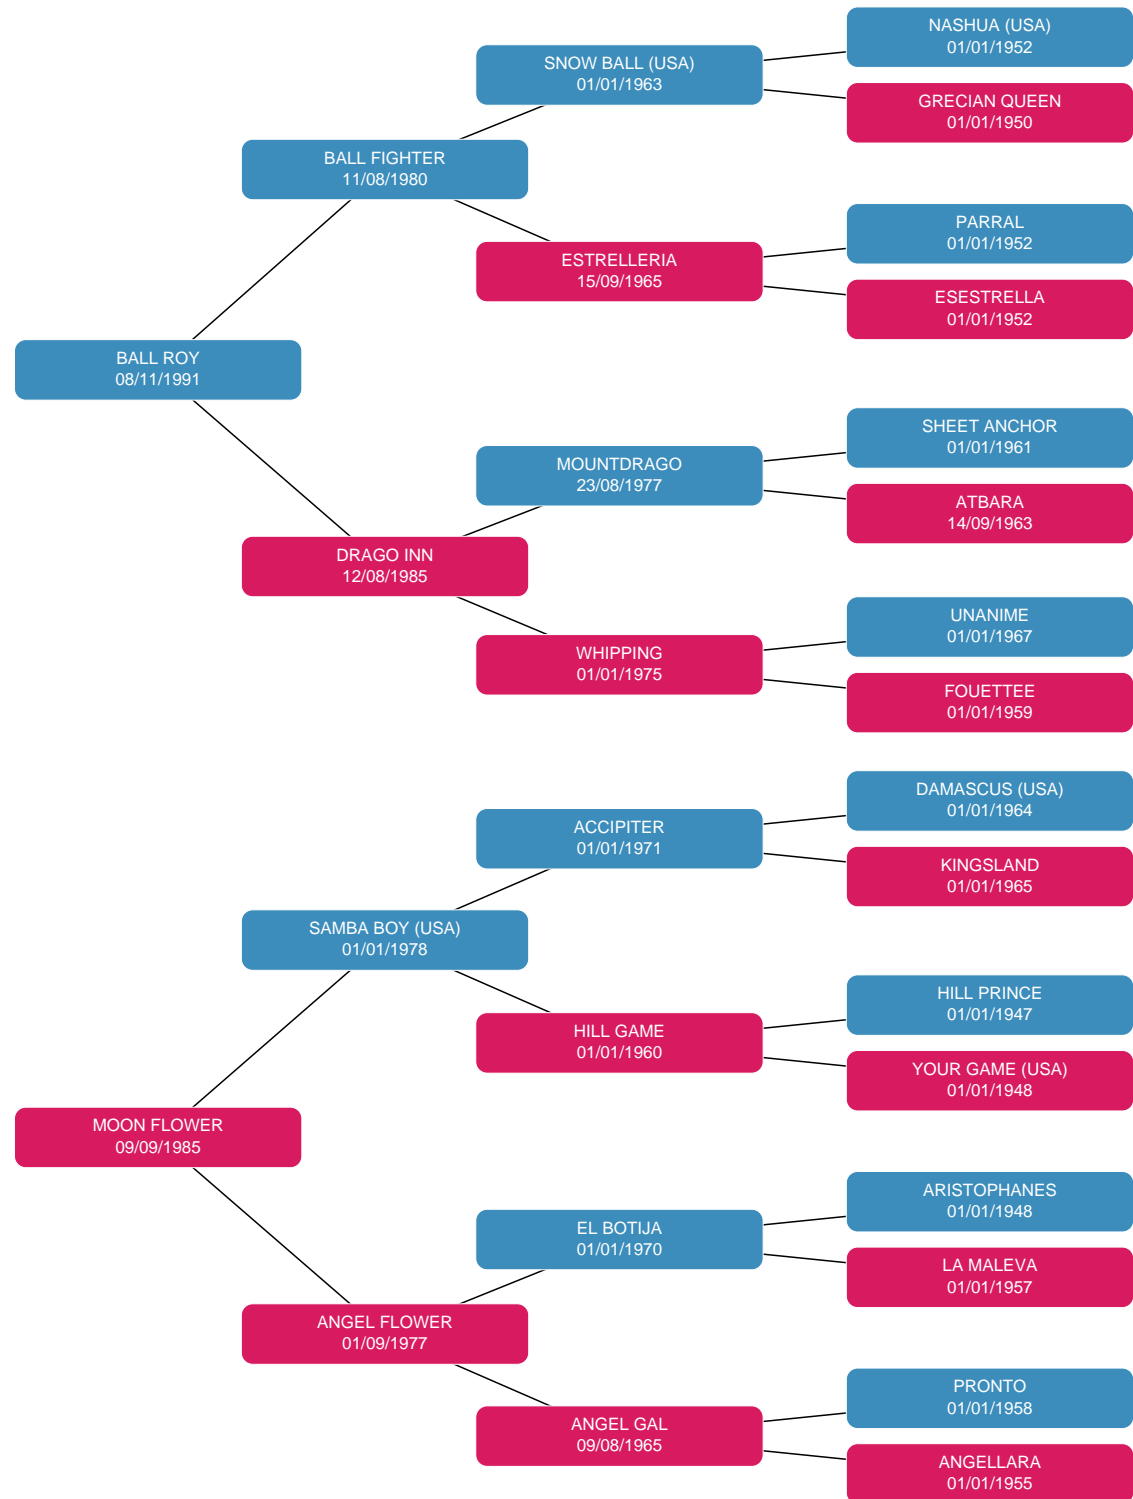 NASHUA (USA)
01/01/1952
SNOW BALL (USA)
01/01/1963
GRECIAN QUEEN
01/01/1950
BALL FIGHTER
11/08/1980
PARRAL
01/01/1952
ESTRELLERIA
15/09/1965
ESESTRELLA
01/01/1952
BALL ROY
08/11/1991
SHEET ANCHOR
01/01/1961
MOUNTDRAGO
23/08/1977
ATBARA
14/09/1963
DRAGO INN
12/08/1985
UNANIME
01/01/1967
WHIPPING
01/01/1975
FOUETTEE
01/01/1959
DAMASCUS (USA)
01/01/1964
ACCIPITER
01/01/1971
KINGSLAND
01/01/1965
SAMBA BOY (USA)
01/01/1978
HILL PRINCE
01/01/1947
HILL GAME
01/01/1960
YOUR GAME (USA)
01/01/1948
MOON FLOWER
09/09/1985
ARISTOPHANES
01/01/1948
EL BOTIJA
01/01/1970
LA MALEVA
01/01/1957
ANGEL FLOWER
01/09/1977
PRONTO
01/01/1958
ANGEL GAL
09/08/1965
ANGELLARA
01/01/1955